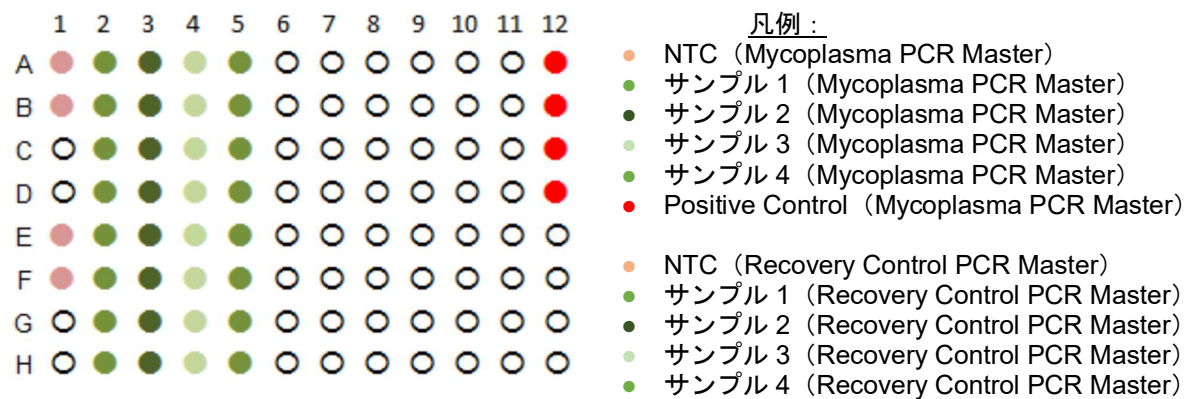 1 2 3 4 5 6 7 8 9 10 11 12
A
B
C
D
E
F
G
H
凡例：
NTC（Mycoplasma PCR Master）
サンプル 1（Mycoplasma PCR Master）
サンプル 2（Mycoplasma PCR Master）
サンプル 3（Mycoplasma PCR Master）
サンプル 4（Mycoplasma PCR Master）
Positive Control（Mycoplasma PCR Master）
NTC（Recovery Control PCR Master）
サンプル 1（Recovery Control PCR Master）
サンプル 2（Recovery Control PCR Master）
サンプル 3（Recovery Control PCR Master）
サンプル 4（Recovery Control PCR Master）